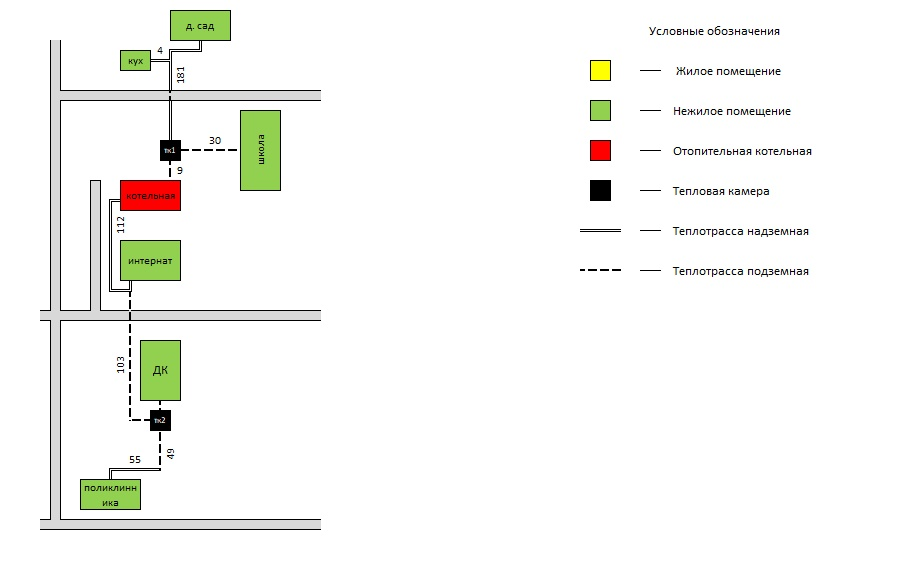 д. сад
Условные обозначения
4
кух
181
Жилое помещение
Нежилое помещение
30
школа
тк1
Отопительная котельная
9
котельная
Тепловая камера
112
Теплотрасса надземная
интернат
Теплотрасса подземная
103
ДК
тк2
49
55
поликлинн
ика